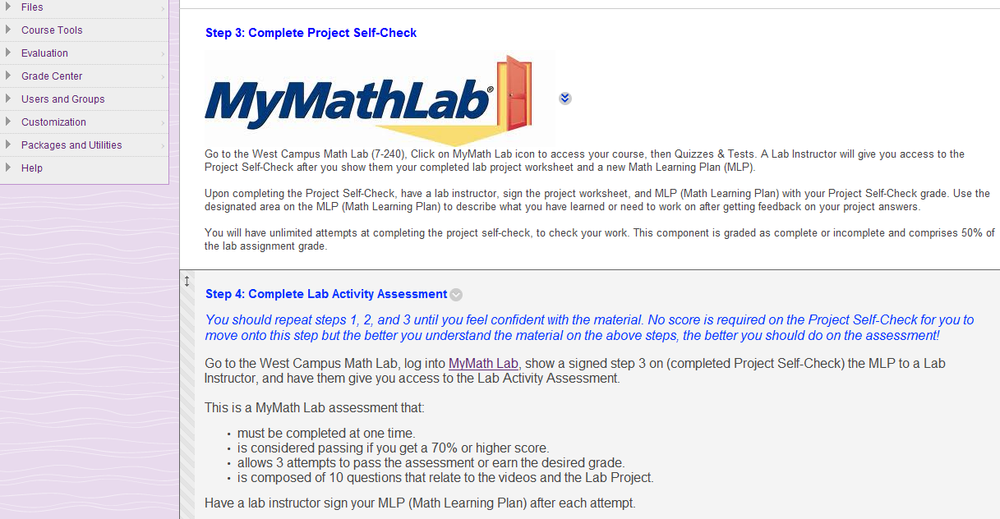 Files
Course Tools
Evaluation
Grade Center
Users and Groups
Customization
Packages and Utilities
Help
Step 3: Complete Project Self-Check
MyMathLab®
Go to the West Campus Math Lab (7-240), Click on MyMath Lab icon to access your course, then Quizzes & Tests. A Lab Instructor will give you access to the
Project Self-Check after you show them your completed lab project worksheet and a new Math Learning Plan (MLP).
Upon completing the Project Self-Check, have a lab instructor, sign the project worksheet, and MLP (Math Learning Plan) with your Project Self-Check grade. Use the
designated area on the MLP (Math Learning Plan) to describe what you have learned or need to work on after getting feedback on your project answers.
You will have unlimited attempts at completing the project self-check, to check your work. This component is graded as complete or incomplete and comprises 50% of
the lab assignment grade.
Step 4: Complete Lab Activity Assessment
You should repeat steps 1, 2, and 3 until you feel confident with the material. No score is required on the Project Self-Check for you to
move onto this step but the better you understand the material on the above steps, the better you should do on the assessment!
Go to the West Campus Math Lab, log into MyMath Lab, show a signed step 3 on (completed Project Self-Check) the MLP to a Lab
Instructor, and have them give you access to the Lab Activity Assessment.
This is a MyMath Lab assessment that:
• must be completed at one time.
• is considered passing if you get a 70% or higher score.
• allows 3 attempts to pass the assessment or earn the desired grade.
• is composed of 10 questions that relate to the videos and the Lab Project.
Have a lab instructor sign your MLP (Math Learning Plan) after each attempt.